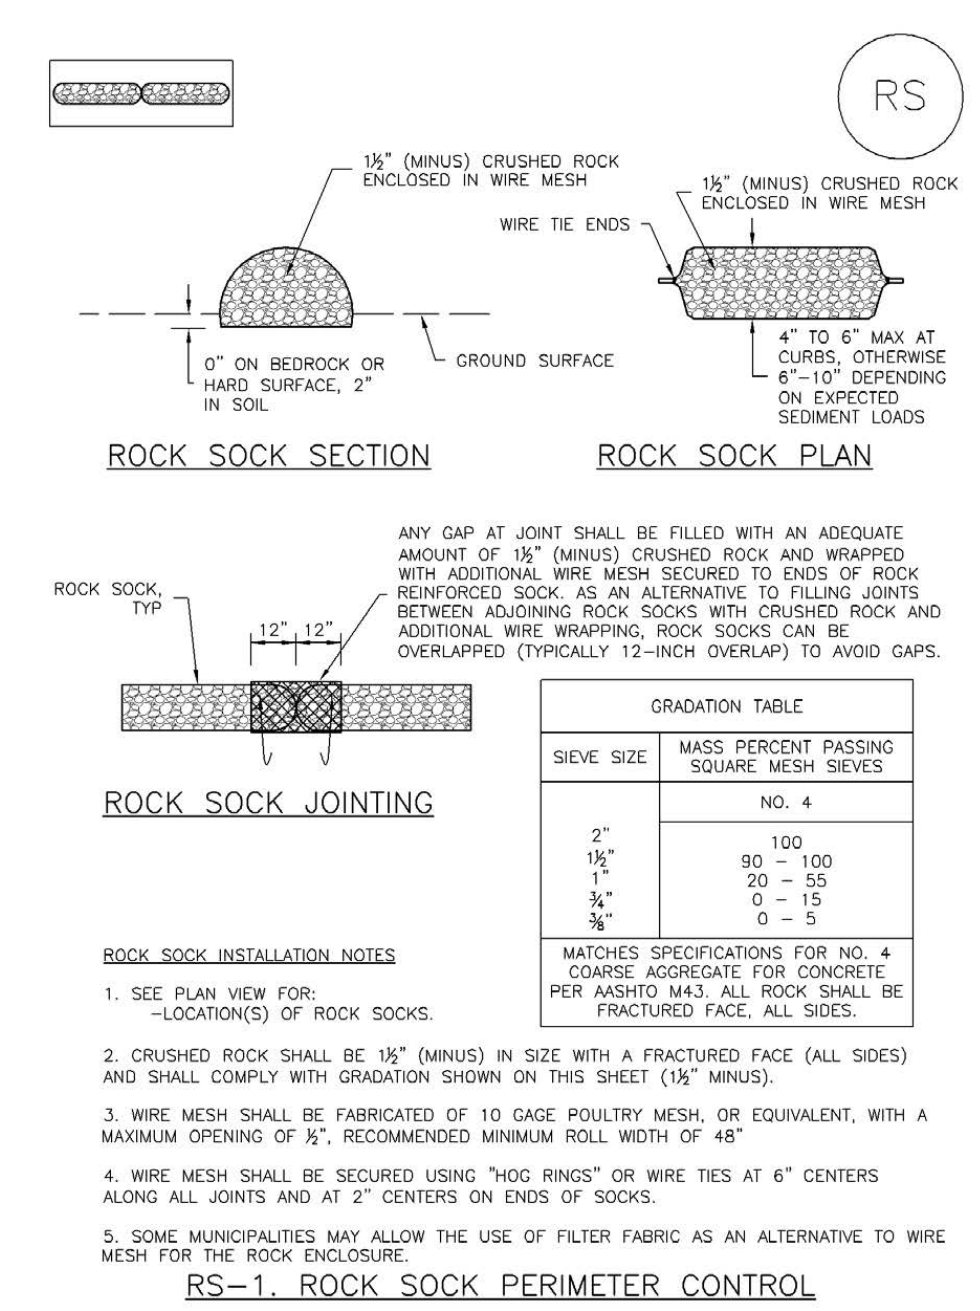 RS
1½" (MINUS) CRUSHED ROCK
ENCLOSED IN WIRE MESH
1½" (MINUS) CRUSHED ROCK
ENCLOSED IN WIRE MESH
WIRE TIE ENDS
GROUND SURFACE
0" ON BEDROCK OR
HARD SURFACE, 2"
IN SOIL
4" TO 6" MAX AT
CURBS, OTHERWISE
6"-10" DEPENDING
ON EXPECTED
SEDIMENT LOADS
ROCK SOCK SECTION
ROCK SOCK PLAN
ANY GAP AT JOINT SHALL BE FILLED WITH AN ADEQUATE
AMOUNT OF 1½" (MINUS) CRUSHED ROCK AND WRAPPED
WITH ADDITIONAL WIRE MESH SECURED TO ENDS OF ROCK
REINFORCED SOCK. AS AN ALTERNATIVE TO FILLING JOINTS
BETWEEN ADJOINING ROCK SOCKS WITH CRUSHED ROCK AND
ADDITIONAL WIRE WRAPPING, ROCK SOCKS CAN BE
OVERLAPPED (TYPICALLY 12-INCH OVERLAP) TO AVOID GAPS.
ROCK SOCK,
TYP
12" 12"
ROCK SOCK JOINTING
GRADATION TABLE
SIEVE SIZE
MASS PERCENT PASSING
SQUARE MESH SIEVES
NO. 4
2" 100
1½" 90 - 100
1" 20 - 55
¾" 0 - 15
⅜" 0 - 5
MATCHES SPECIFICATIONS FOR NO. 4
COARSE AGGREGATE FOR CONCRETE
PER AASHTO M43. ALL ROCK SHALL BE
FRACTURED FACE, ALL SIDES.
ROCK SOCK INSTALLATION NOTES
1. SEE PLAN VIEW FOR:
-LOCATION(S) OF ROCK SOCKS.
2. CRUSHED ROCK SHALL BE 1½" (MINUS) IN SIZE WITH A FRACTURED FACE (ALL SIDES)
AND SHALL COMPLY WITH GRADATION SHOWN ON THIS SHEET (1½" MINUS).
3. WIRE MESH SHALL BE FABRICATED OF 10 GAGE POULTRY MESH, OR EQUIVALENT, WITH A
MAXIMUM OPENING OF ½", RECOMMENDED MINIMUM ROLL WIDTH OF 48"
4. WIRE MESH SHALL BE SECURED USING "HOG RINGS" OR WIRE TIES AT 6" CENTERS
ALONG ALL JOINTS AND AT 2" CENTERS ON ENDS OF SOCKS.
5. SOME MUNICIPALITIES MAY ALLOW THE USE OF FILTER FABRIC AS AN ALTERNATIVE TO WIRE
MESH FOR THE ROCK ENCLOSURE.
RS-1. ROCK SOCK PERIMETER CONTROL